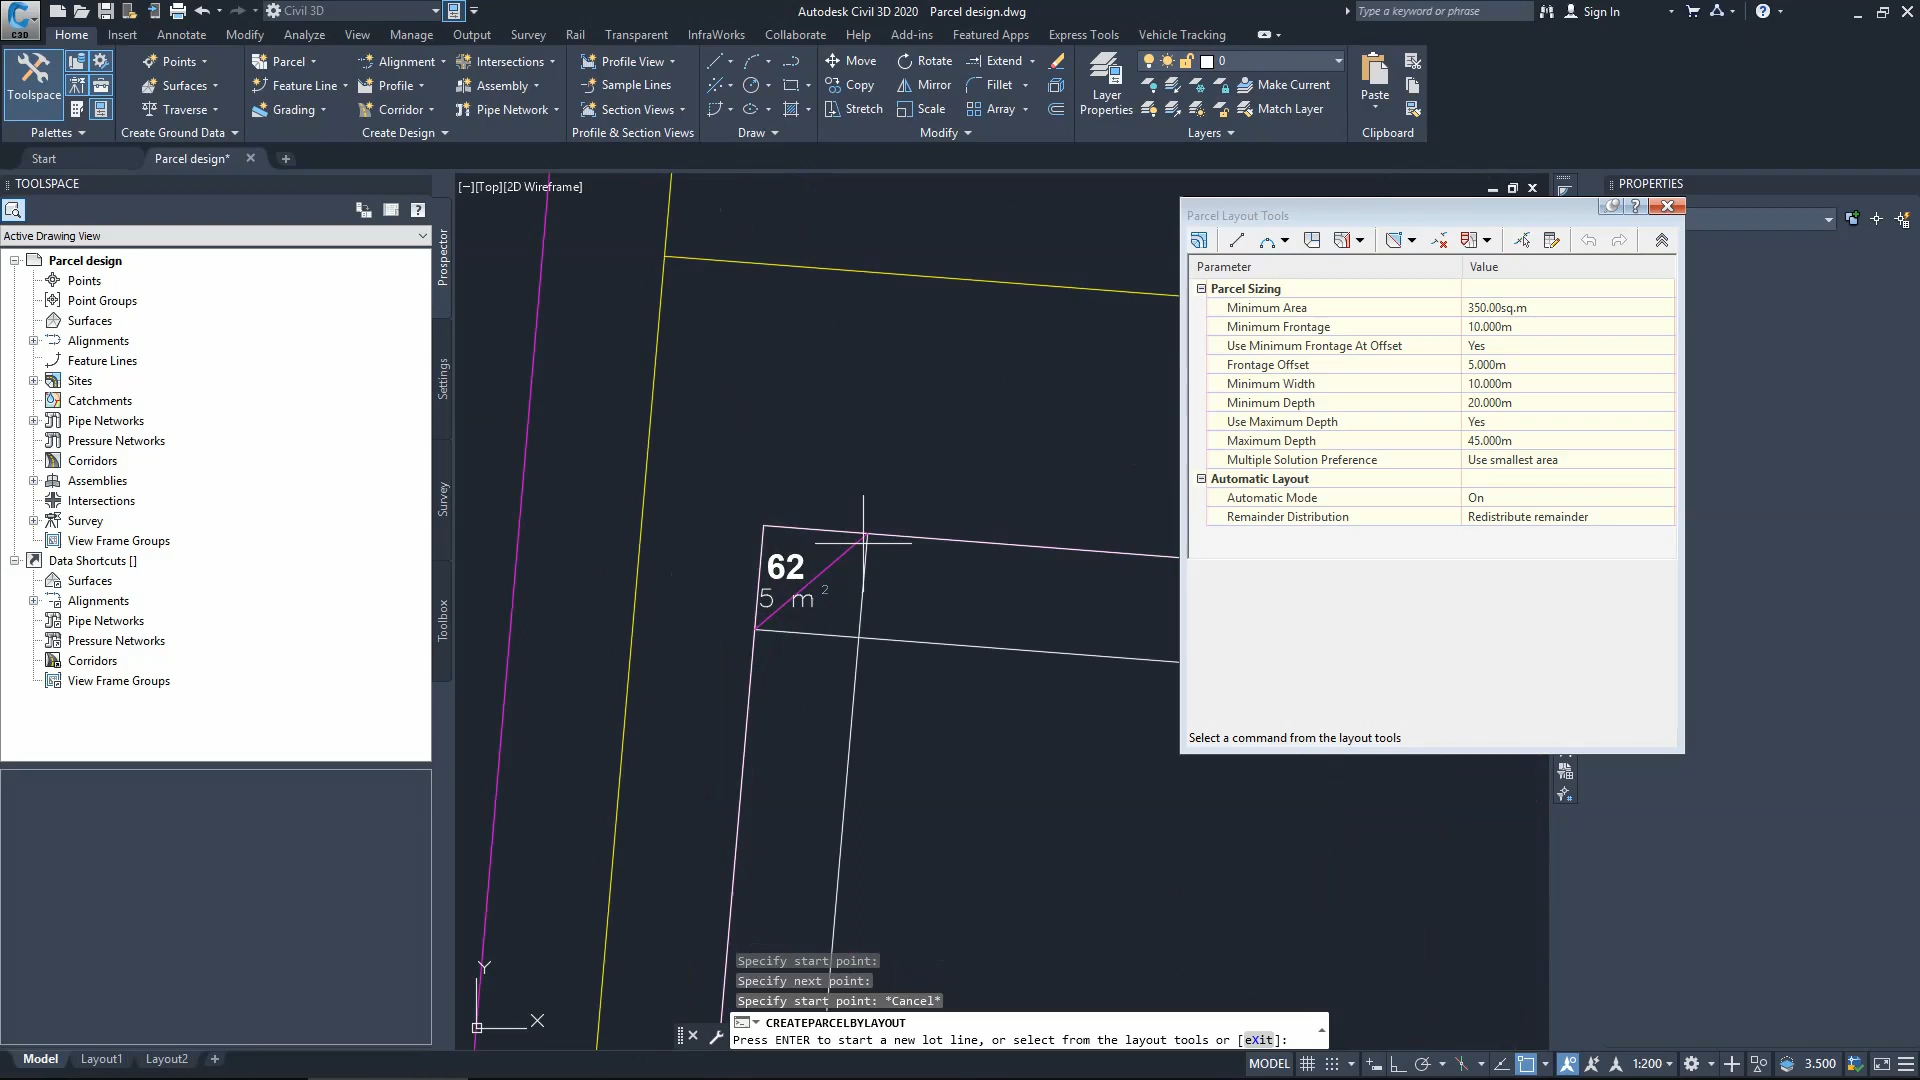 Civil 3D
Autodesk Civil 3D 2020 Parcel design.dwg
Type a keyword or phrase
Sign In
C3D
Home Insert Annotate Modify Analyze View Manage Output Survey Rail Transparent InfraWorks Collaborate Help Add-ins Featured Apps Express Tools Vehicle Tracking
Toolspace
Points
Surfaces
Traverse
Parcel
Feature Line
Grading
Alignment
Profile
Corridor
Intersections
Assembly
Pipe Network
Profile View
Sample Lines
Section Views
Move
Copy
Stretch
Rotate
Mirror
Scale
Extend
Fillet
Array
Layer
Properties
0
Make Current
Match Layer
Paste
Palettes
Create Ground Data
Create Design
Profile & Section Views
Draw
Modify
Layers
Clipboard
Start
Parcel design*
TOOLSPACE
Active Drawing View
Parcel design
Points
Point Groups
Surfaces
Alignments
Feature Lines
Sites
Catchments
Pipe Networks
Pressure Networks
Corridors
Assemblies
Intersections
Survey
View Frame Groups
Data Shortcuts []
Surfaces
Alignments
Pipe Networks
Pressure Networks
Corridors
View Frame Groups
Prospector
Settings
Survey
Toolbox
[−][Top][2D Wireframe]
62
5 m 2
Y
X
PROPERTIES
Parcel Layout Tools
Parameter Value
Parcel Sizing
Minimum Area 350.00sq.m
Minimum Frontage 10.000m
Use Minimum Frontage At Offset Yes
Frontage Offset 5.000m
Minimum Width 10.000m
Minimum Depth 20.000m
Use Maximum Depth Yes
Maximum Depth 45.000m
Multiple Solution Preference Use smallest area
Automatic Layout
Automatic Mode On
Remainder Distribution Redistribute remainder
Select a command from the layout tools
Specify start point:
Specify next point:
Specify start point: *Cancel*
CREATEPARCELBYLAYOUT
Press ENTER to start a new lot line, or select from the layout tools or [eXit]:
Model Layout1 Layout2
MODEL
1:200
3.500